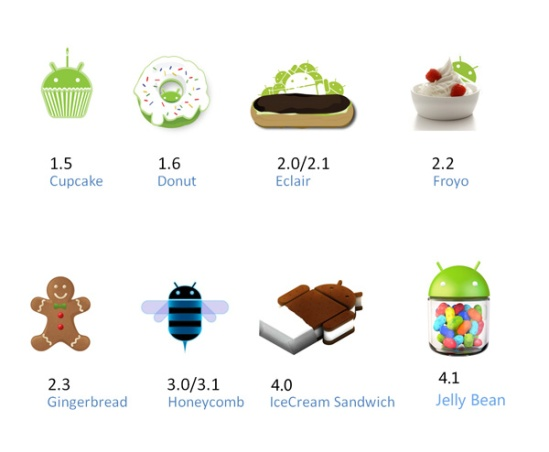 1.5
Cupcake
1.6
Donut
2.0/2.1
Eclair
2.2
Froyo
2.3
Gingerbread
3.0/3.1
Honeycomb
4.0
IceCream Sandwich
4.1
Jelly Bean